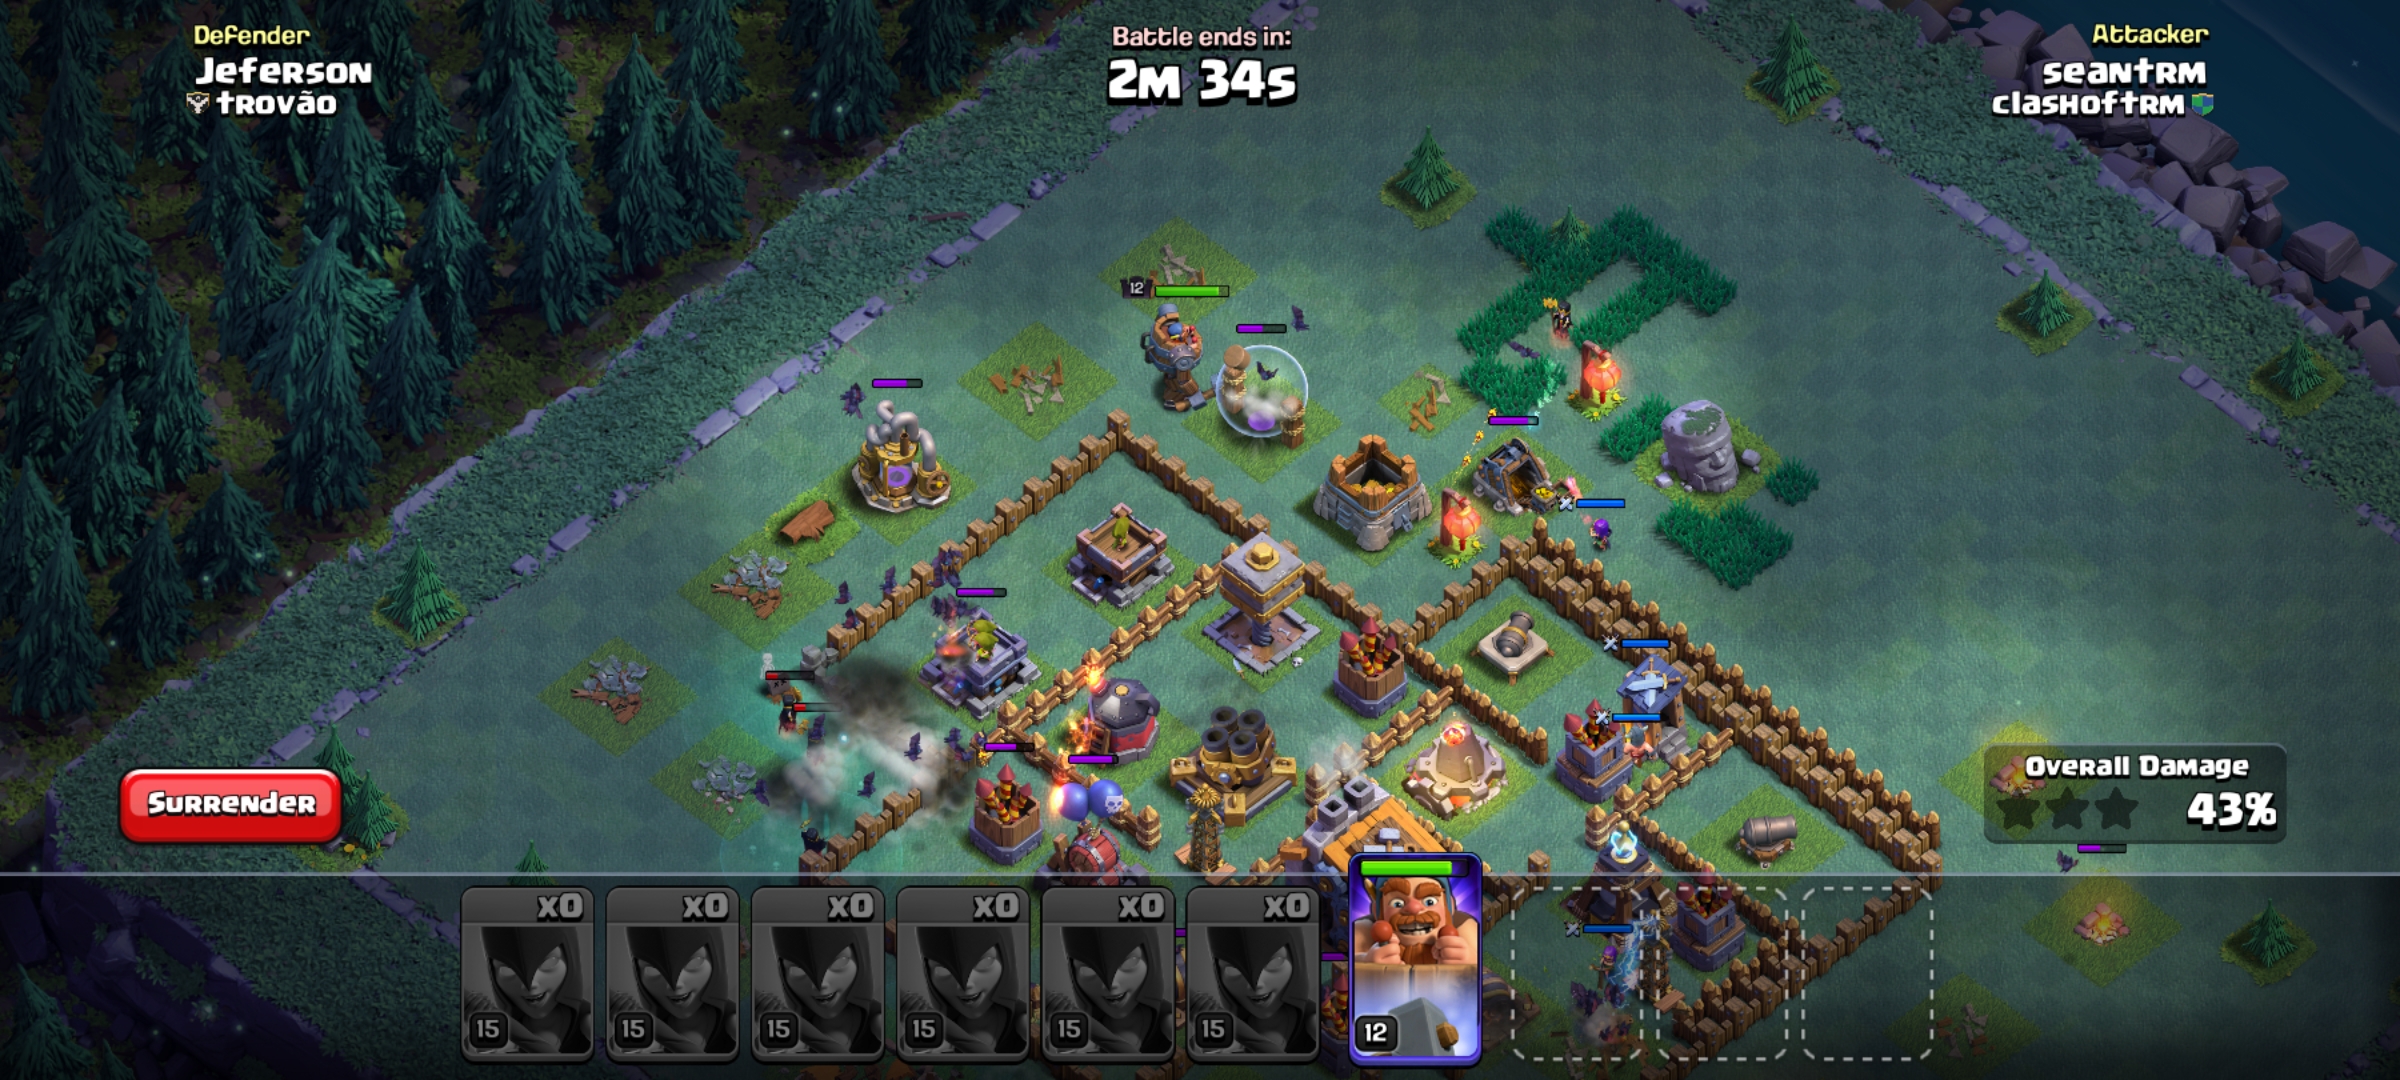 Defender
Jeferson
trovão
Battle ends in:
2m 34s
Attacker
seantrm
clashoftrm
12
Surrender
Overall Damage
43%
x0
x0
x0
x0
x0
x0
15
15
15
15
15
15
12